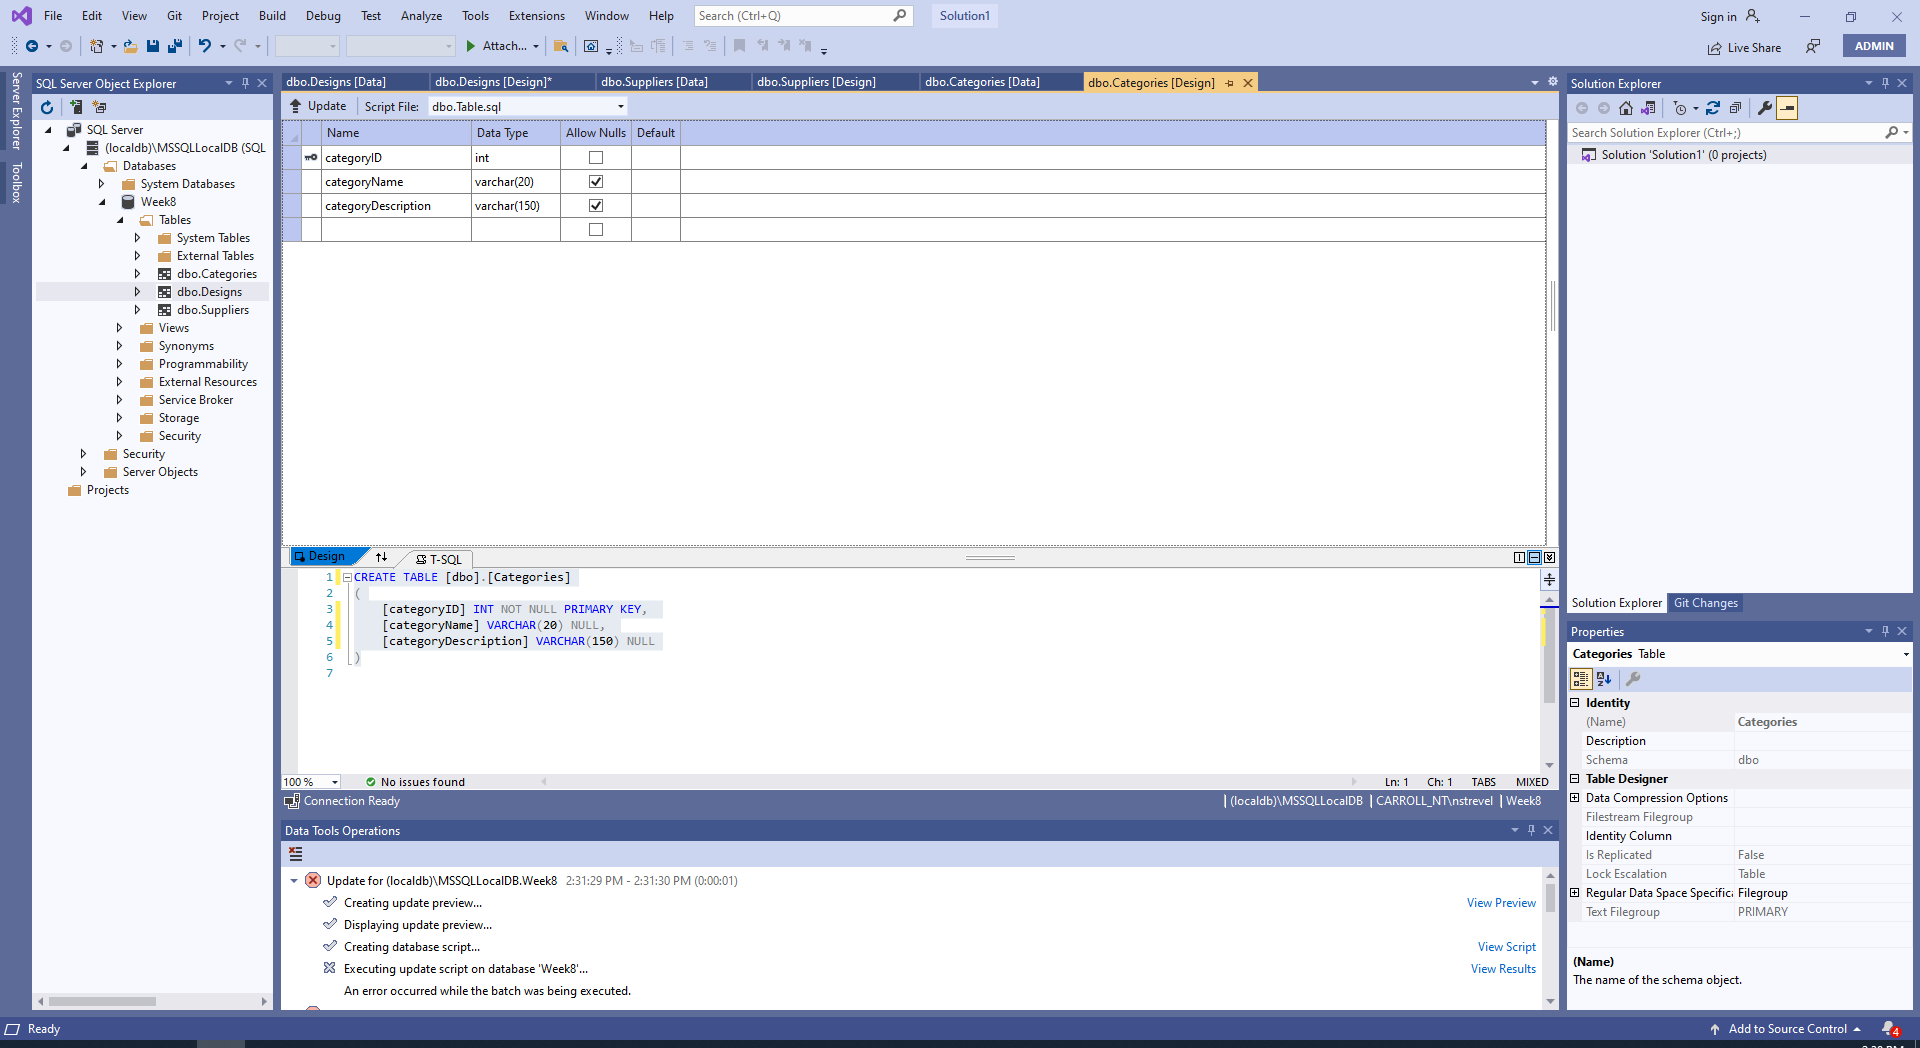 File Edit View Git Project Build Debug Test Analyze Tools Extensions Window Help Search (Ctrl+Q) Solution1 Sign in
Attach... Live Share ADMIN
Server Explorer
Toolbox
SQL Server Object Explorer
SQL Server
(localdb)\MSSQLLocalDB (SQL
Databases
System Databases
Week8
Tables
System Tables
External Tables
dbo.Categories
dbo.Designs
dbo.Suppliers
Views
Synonyms
Programmability
External Resources
Service Broker
Storage
Security
Security
Server Objects
Projects
dbo.Designs [Data] dbo.Designs [Design]* dbo.Suppliers [Data] dbo.Suppliers [Design] dbo.Categories [Data] dbo.Categories [Design]
Update Script File: dbo.Table.sql
Name Data Type Allow Nulls Default
categoryID int
categoryName varchar(20)
categoryDescription varchar(150)
Design T-SQL
1 CREATE TABLE [dbo].[Categories]
2 (
3 [categoryID] INT NOT NULL PRIMARY KEY,
4 [categoryName] VARCHAR(20) NULL,
5 [categoryDescription] VARCHAR(150) NULL
6 )
7
100 % No issues found Ln: 1 Ch: 1 TABS MIXED
Connection Ready (localdb)\MSSQLLocalDB CARROLL_NT\nstrevel Week8
Data Tools Operations
Update for (localdb)\MSSQLLocalDB.Week8 2:31:29 PM - 2:31:30 PM (0:00:01)
Creating update preview... View Preview
Displaying update preview...
Creating database script... View Script
Executing update script on database 'Week8'... View Results
An error occurred while the batch was being executed.
Solution Explorer
Search Solution Explorer (Ctrl+;)
Solution 'Solution1' (0 projects)
Solution Explorer Git Changes
Properties
Categories Table
Identity
(Name) Categories
Description
Schema dbo
Table Designer
Data Compression Options
Filestream Filegroup
Identity Column
Is Replicated False
Lock Escalation Table
Regular Data Space Specifica Filegroup
Text Filegroup PRIMARY
(Name)
The name of the schema object.
Ready Add to Source Control 4